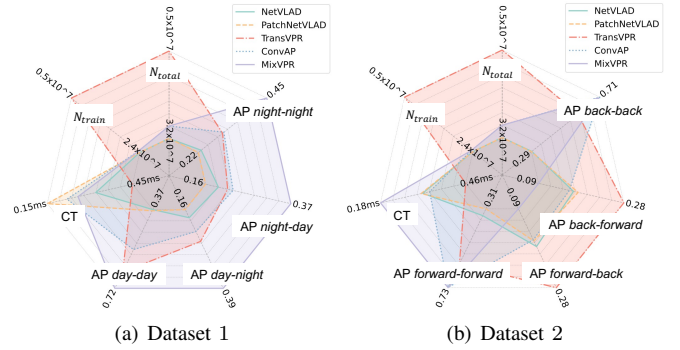 0.5x10^7
NetVLAD
PatchNetVLAD
TransVPR
ConvAP
MixVPR
0.5x10^7
N_total
0.45
AP night-night
N_train
3.2x10^7
2.4x10^7
0.22
0.45ms
0.16
0.37
0.16
0.15ms
CT
0.37
AP night-day
AP day-day
AP day-night
0.72
0.39
(a) Dataset 1
0.5x10^7
NetVLAD
PatchNetVLAD
TransVPR
ConvAP
MixVPR
0.5x10^7
N_total
0.71
AP back-back
N_train
3.2x10^7
2.4x10^7
0.29
0.46ms
0.09
0.31
0.09
0.18ms
CT
0.28
AP back-forward
AP forward-forward
AP forward-back
0.73
0.28
(b) Dataset 2